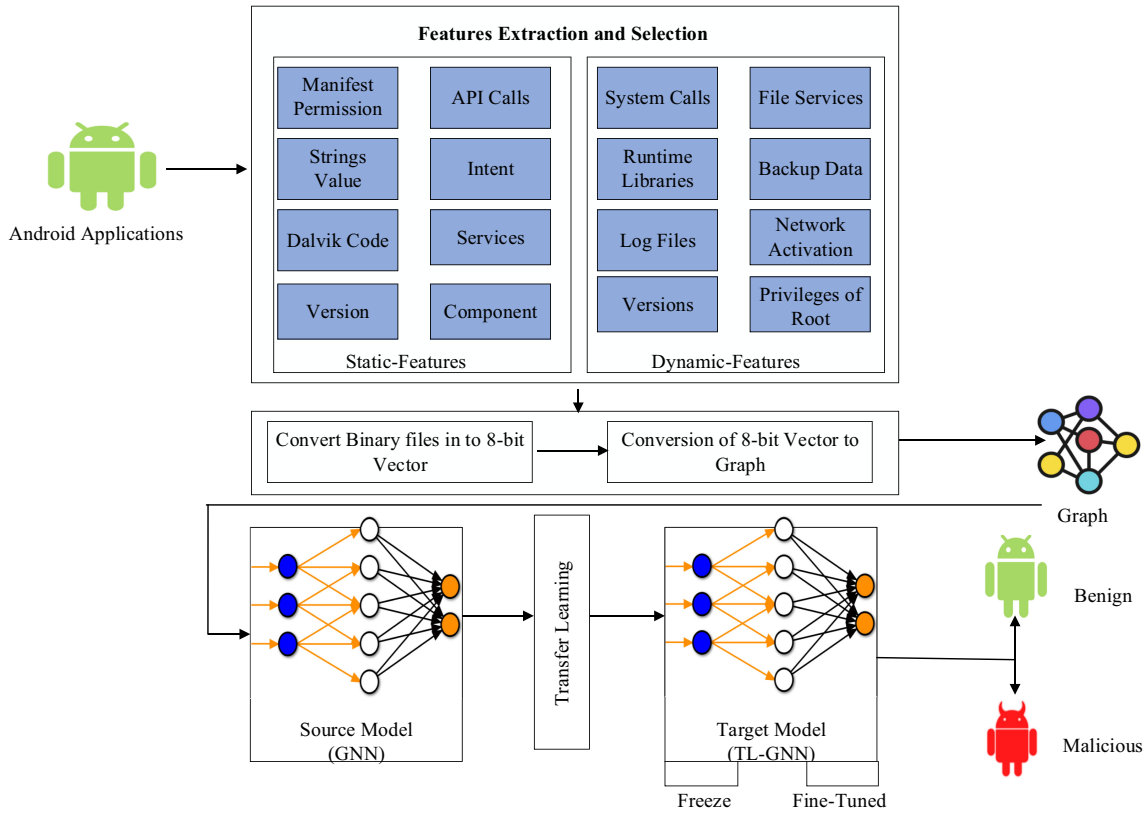 Features Extraction and Selection
Manifest
Permission
API Calls
Strings
Value
Intent
Dalvik Code
Services
Version
Component
Static-Features
System Calls
File Services
Runtime
Libraries
Backup Data
Log Files
Network
Activation
Versions
Privileges of
Root
Dynamic-Features
Android Applications
Convert Binary files in to 8-bit
Vector
Conversion of 8-bit Vector to
Graph
Graph
Source Model
(GNN)
Transfer Learning
Target Model
(TL-GNN)
Freeze
Fine-Tuned
Benign
Malicious